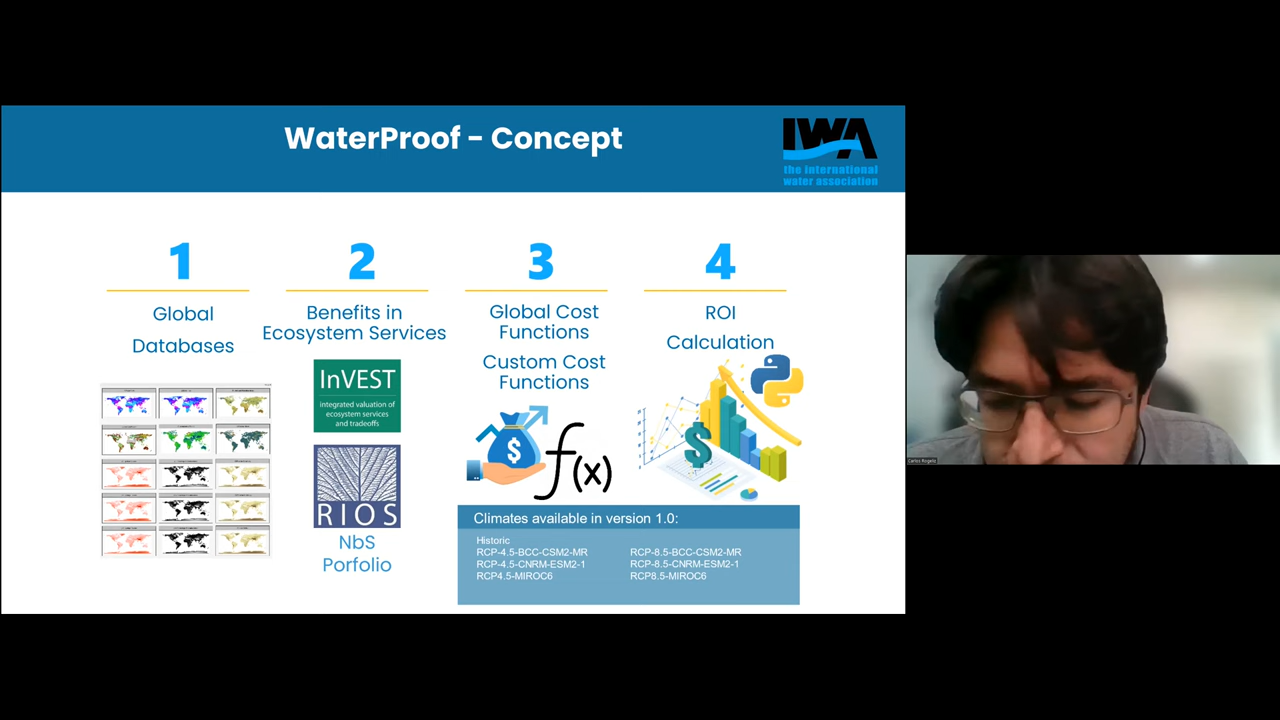 WaterProof - Concept
IWA
the international
water association
1
Global
Databases
2
Benefits in
Ecosystem Services
InVEST
integrated valuation of
ecosystem services
and tradeoffs
RIOS
NbS
Porfolio
3
Global Cost
Functions
Custom Cost
Functions
$
f(x)
4
ROI
Calculation
$
Climates available in version 1.0:
Historic
RCP-4.5-BCC-CSM2-MR
RCP-4.5-CNRM-ESM2-1
RCP4.5-MIROC6
RCP-8.5-BCC-CSM2-MR
RCP-8.5-CNRM-ESM2-1
RCP8.5-MIROC6
Carlos Rogeliz